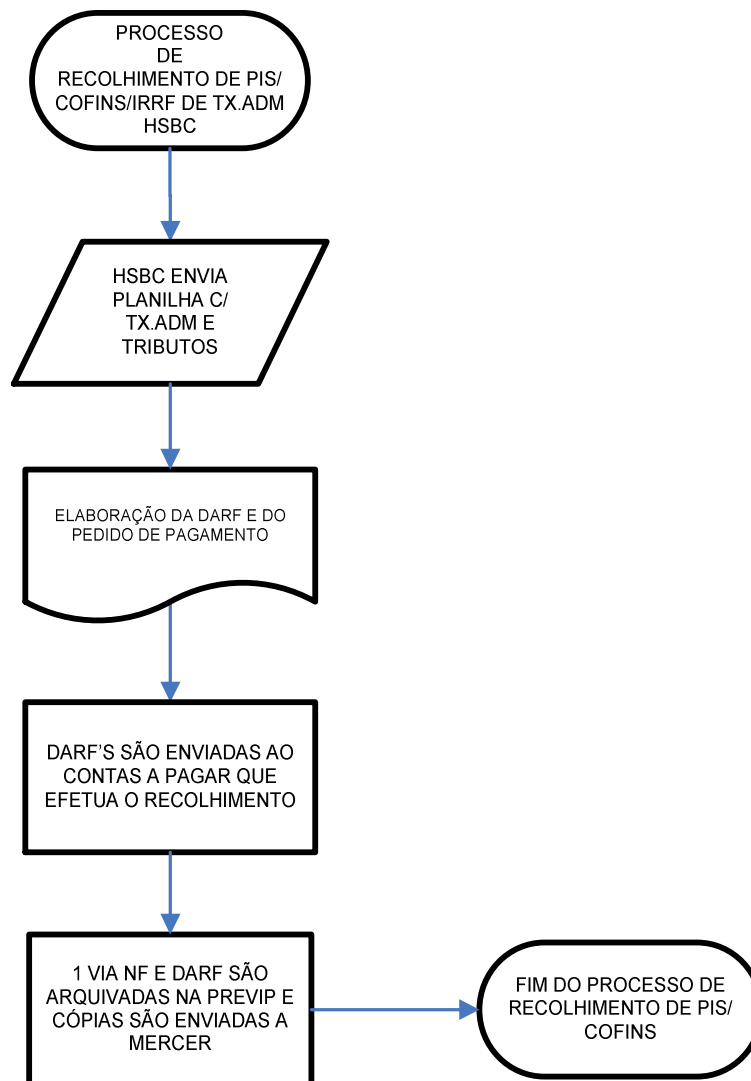 PROCESSO
DE
RECOLHIMENTO DE PIS/
COFINS/IRRF DE TX.ADM
HSBC
HSBC ENVIA
PLANILHA C/
TX.ADM E
TRIBUTOS
ELABORAÇÃO DA DARF E DO
PEDIDO DE PAGAMENTO
DARF'S SÃO ENVIADAS AO
CONTAS A PAGAR QUE
EFETUA O RECOLHIMENTO
1 VIA NF E DARF SÃO
ARQUIVADAS NA PREVIP E
CÓPIAS SÃO ENVIADAS A
MERCER
FIM DO PROCESSO DE
RECOLHIMENTO DE PIS/
COFINS